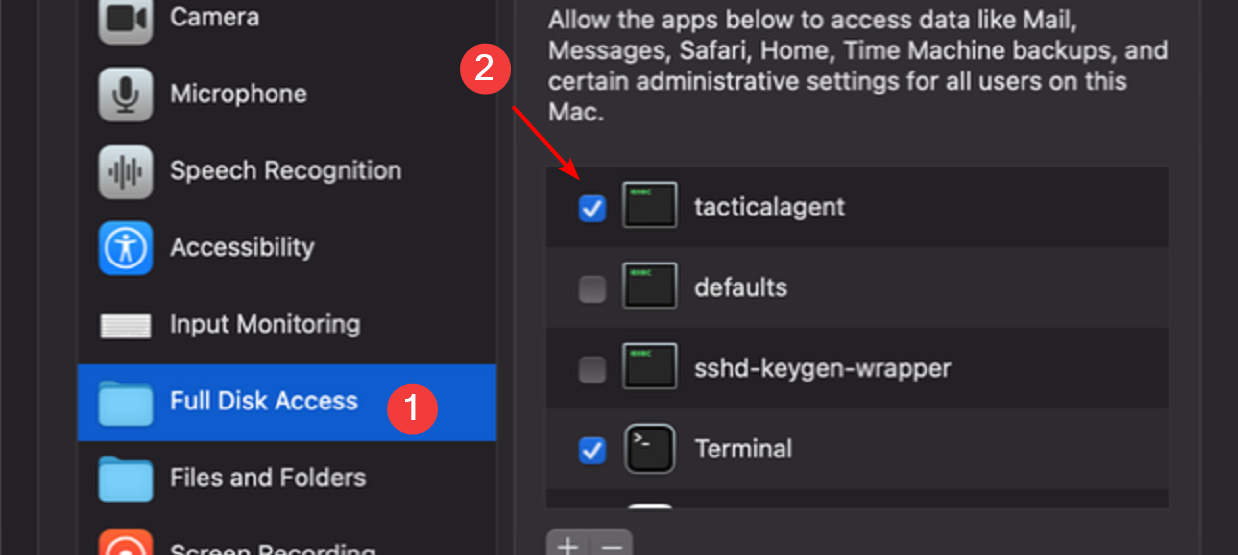 Camera
Microphone
Speech Recognition
Accessibility
Input Monitoring
Full Disk Access
1
Files and Folders
Screen Recording
2
Allow the apps below to access data like Mail,
Messages, Safari, Home, Time Machine backups, and
certain administrative settings for all users on this
Mac.
tacticalagent
defaults
sshd-keygen-wrapper
>_
Terminal
+ −